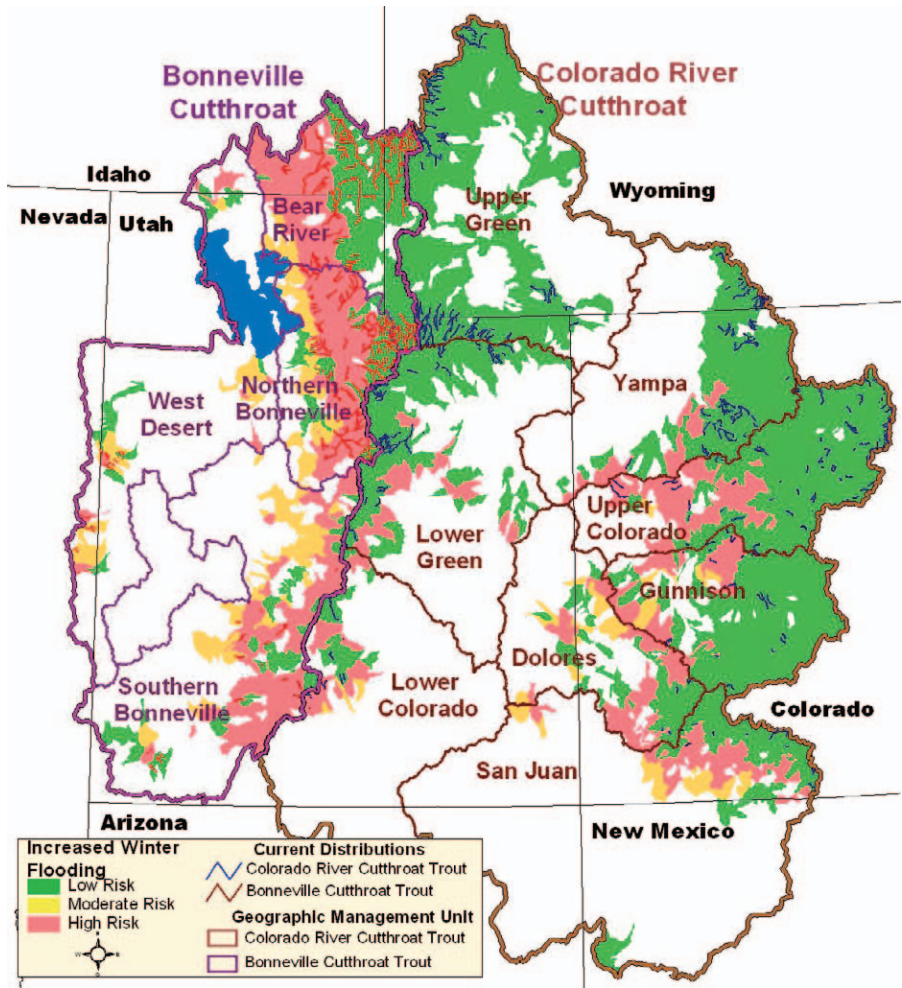 Bonneville
Cutthroat
Colorado River
Cutthroat
Idaho
Wyoming
Nevada
Utah
Bear
River
Upper
Green
West
Desert
Northern
Bonneville
Yampa
Lower
Green
Upper
Colorado
Gunnison
Southern
Bonneville
Lower
Colorado
Dolores
Colorado
San Juan
Arizona
New Mexico
Increased Winter
Flooding
Low Risk
Moderate Risk
High Risk
N
W
E
S
Current Distributions
Colorado River Cutthroat Trout
Bonneville Cutthroat Trout
Geographic Management Unit
Colorado River Cutthroat Trout
Bonneville Cutthroat Trout